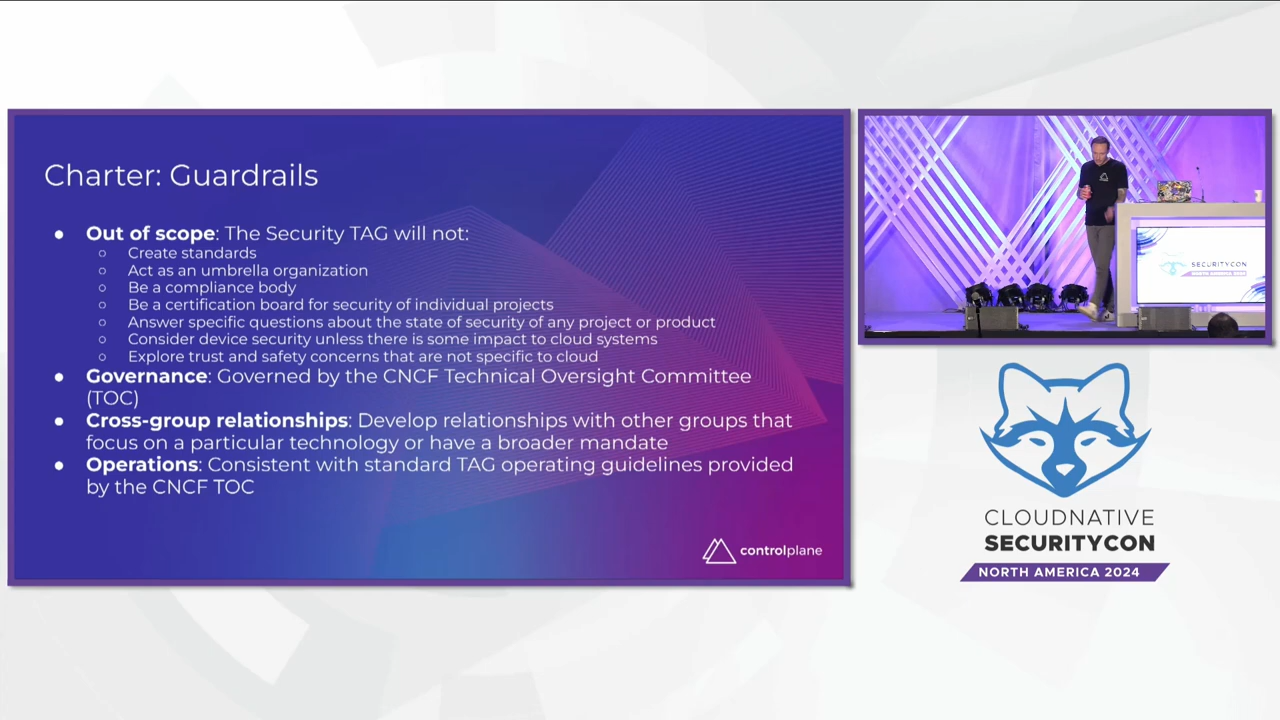 Charter: Guardrails
● Out of scope: The Security TAG will not:
○ Create standards
○ Act as an umbrella organization
○ Be a compliance body
○ Be a certification board for security of individual projects
○ Answer specific questions about the state of security of any project or product
○ Consider device security unless there is some impact to cloud systems
○ Explore trust and safety concerns that are not specific to cloud
● Governance: Governed by the CNCF Technical Oversight Committee
(TOC)
● Cross-group relationships: Develop relationships with other groups that
focus on a particular technology or have a broader mandate
● Operations: Consistent with standard TAG operating guidelines provided
by the CNCF TOC
controlplane
SECURITYCON
CLOUDNATIVE
SECURITYCON
NORTH AMERICA 2024